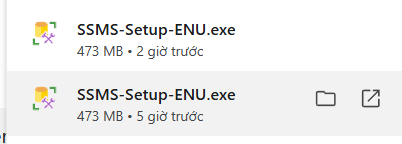 SSMS-Setup-ENU.exe
473 MB • 2 giờ trước
SSMS-Setup-ENU.exe
473 MB • 5 giờ trước